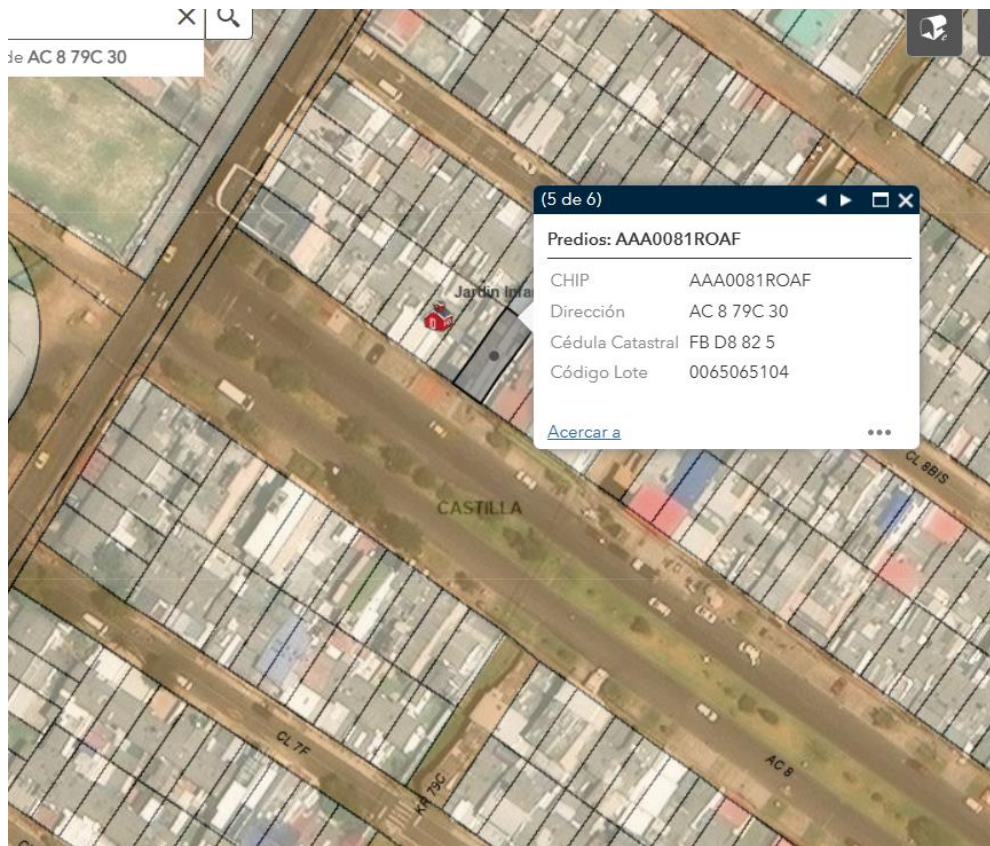 de AC 8 79C 30
(5 de 6)
Predios: AAA0081ROAF
Jardin Infa
CHIP AAA0081ROAF
Dirección AC 8 79C 30
Cédula Catastral FB D8 82 5
Código Lote 0065065104
Acercar a
CL 8BIS
CASTILLA
CL 7F
AC 8
KR 79C